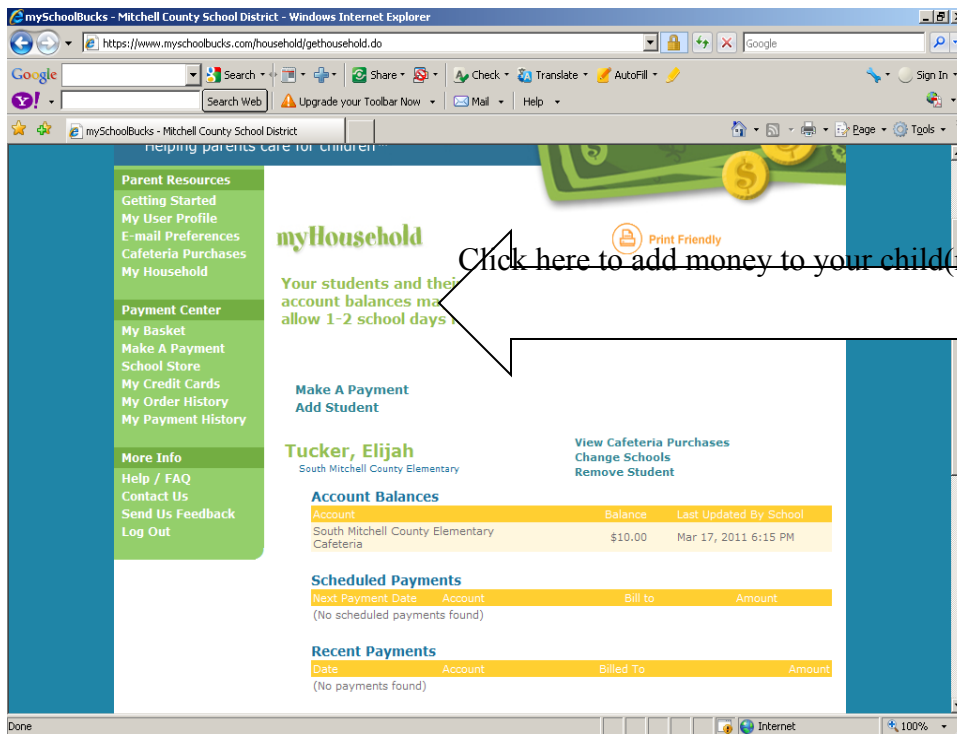 mySchoolBucks - Mitchell County School District - Windows Internet Explorer
https://www.myschoolbucks.com/household/gethousehold.do
Google
Google Search Share Check Translate AutoFill Sign In
Y! Search Web Upgrade your Toolbar Now Mail Help
mySchoolBucks - Mitchell County School District Page Tools
Helping parents care for children
Parent Resources
Getting Started
My User Profile
E-mail Preferences
Cafeteria Purchases
My Household
Payment Center
My Basket
Make A Payment
School Store
My Credit Cards
My Order History
My Payment History
More Info
Help / FAQ
Contact Us
Send Us Feedback
Log Out
myHousehold
Print Friendly
Click here to add money to your child(
Your students and their
account balances
allow 1-2 school days
Make A Payment
Add Student
Tucker, Elijah
South Mitchell County Elementary
View Cafeteria Purchases
Change Schools
Remove Student
Account Balances
Account Balance Last Updated By School
South Mitchell County Elementary
Cafeteria $10.00 Mar 17, 2011 6:15 PM
Scheduled Payments
Next Payment Date Account Bill to Amount
(No scheduled payments found)
Recent Payments
Date Account Billed To Amount
(No payments found)
Done Internet 100%